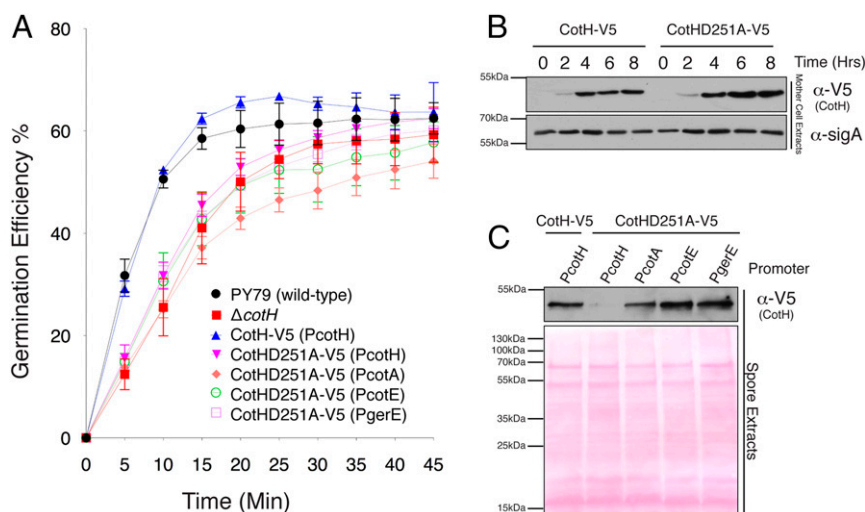 A
80
60
40
20
0
Germination Efficiency %
0 5 10 15 20 25 30 35 40 45
Time (Min)
PY79 (wild-type)
ΔcotH
CotH-V5 (PcotH)
CotHD251A-V5 (PcotH)
CotHD251A-V5 (PcotA)
CotHD251A-V5 (PcotE)
CotHD251A-V5 (PgerE)
B
CotH-V5 CotHD251A-V5
0 2 4 6 8 0 2 4 6 8 Time (Hrs)
55kDa
α-V5
(CotH)
70kDa
55kDa
α-sigA
Mother Cell Extracts
C
CotH-V5 CotHD251A-V5
PcotH PcotH PcotA PcotE PgerE Promoter
55kDa
α-V5
(CotH)
130kDa
100kDa
70kDa
55kDa
35kDa
25kDa
15kDa
Spore Extracts